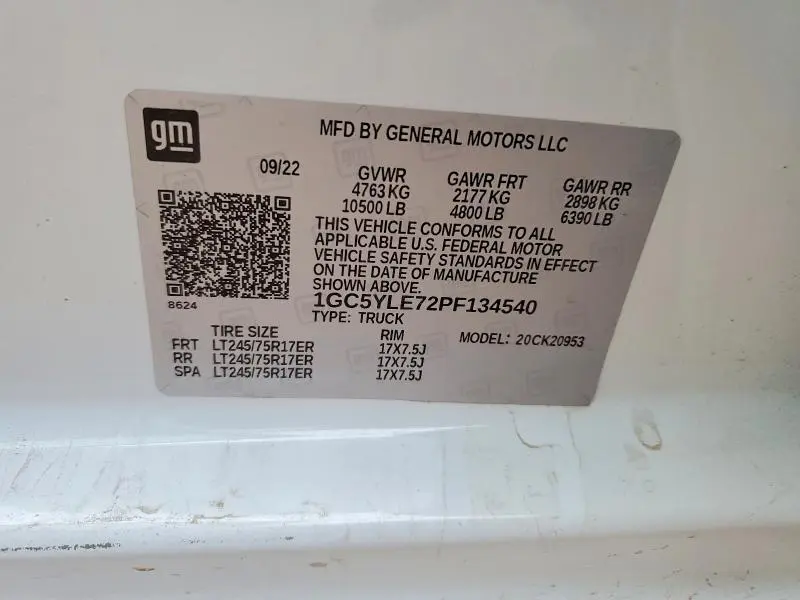 gm
MFD BY GENERAL MOTORS LLC
09/22 GVWR GAWR FRT GAWR RR
4763 KG 2177 KG 2898 KG
10500 LB 4800 LB 6390 LB
THIS VEHICLE CONFORMS TO ALL
APPLICABLE U.S. FEDERAL MOTOR
VEHICLE SAFETY STANDARDS IN EFFECT
ON THE DATE OF MANUFACTURE
SHOWN ABOVE.
8624
1GC5YLE72PF134540
TYPE: TRUCK
TIRE SIZE RIM MODEL: 20CK20953
FRT LT245/75R17ER 17X7.5J
RR LT245/75R17ER 17X7.5J
SPA LT245/75R17ER 17X7.5J